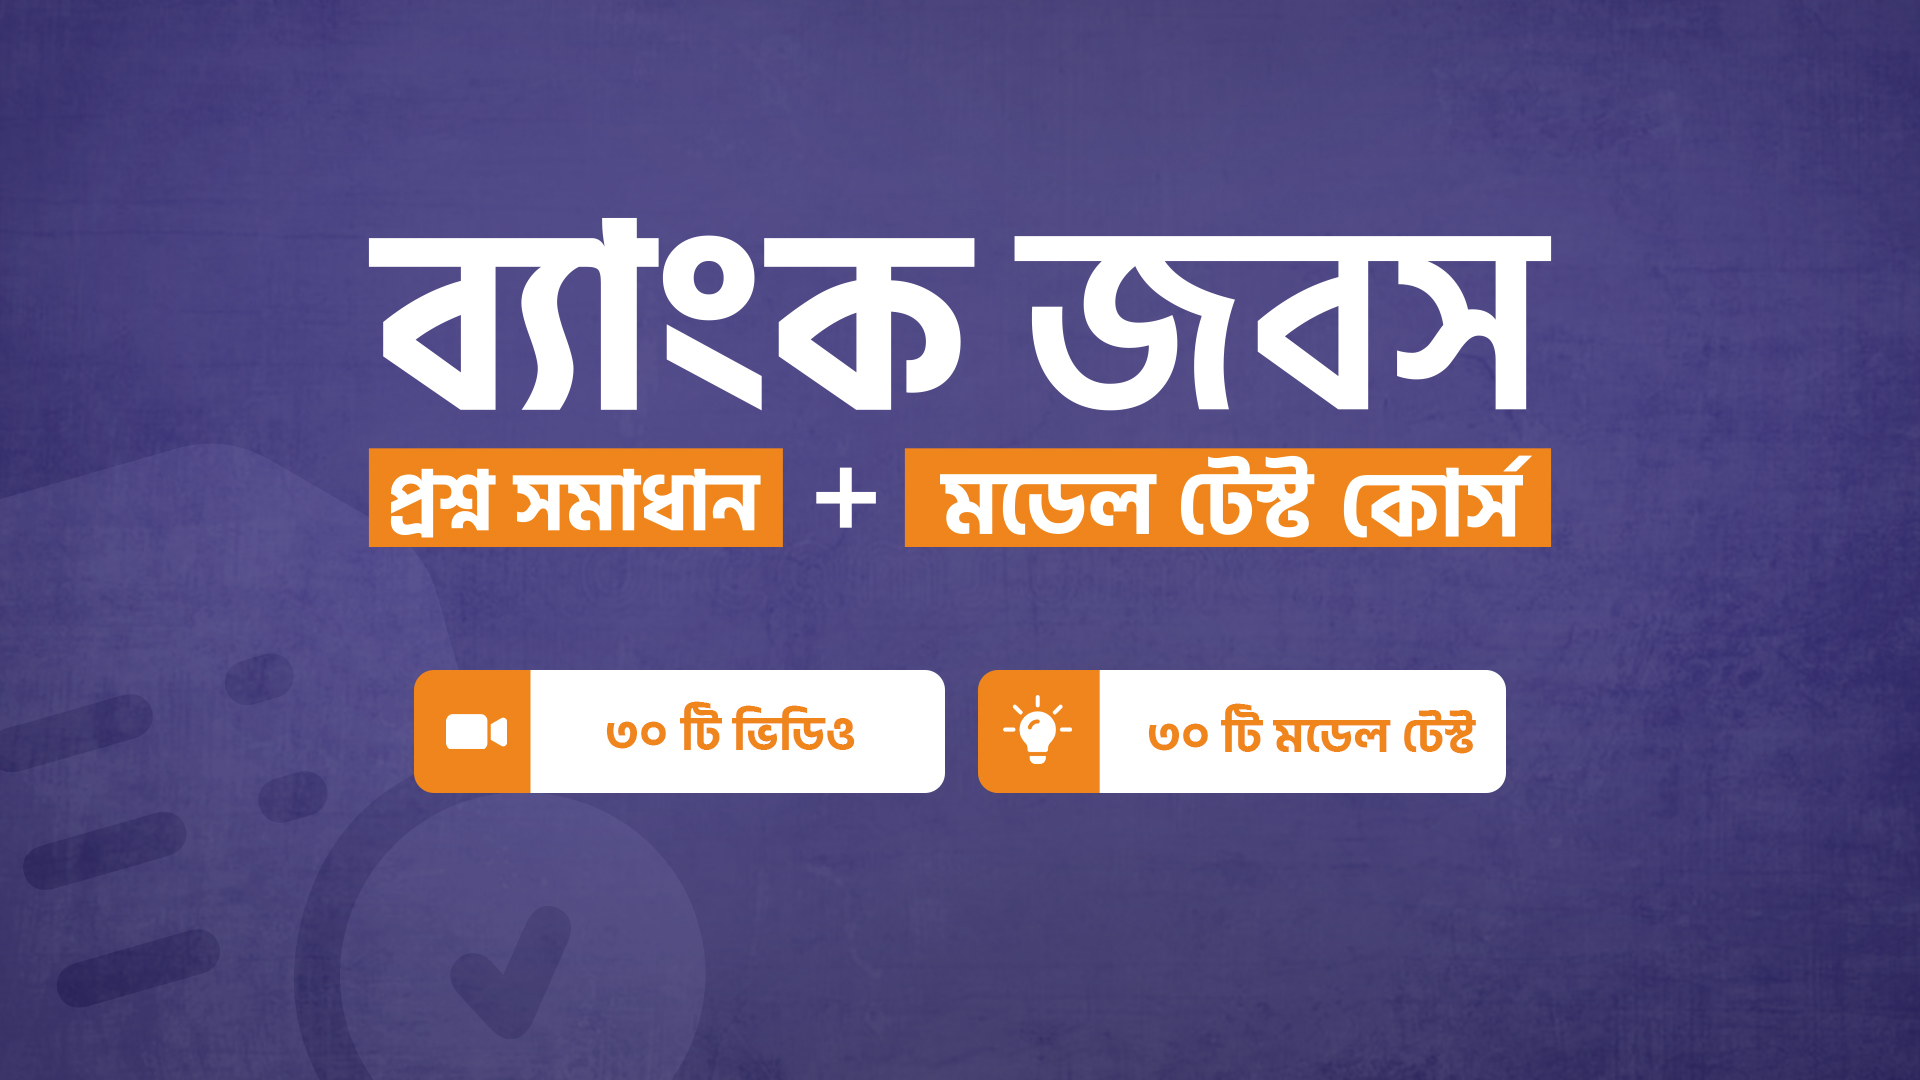 ব্যাংক জবস
প্রশ্ন সমাধান + মডেল টেস্ট কোর্স
৩০ টি ভিডিও
৩০ টি মডেল টেস্ট